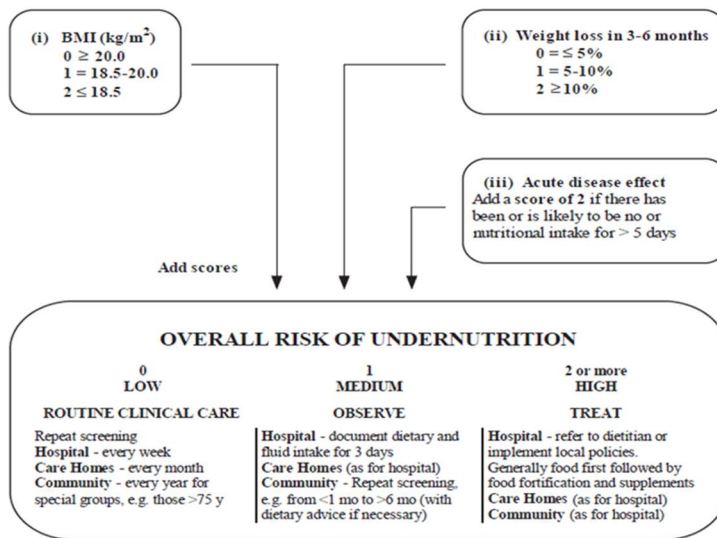 (i) BMI (kg/m²)
0 ≥ 20.0
1 = 18.5-20.0
2 ≤ 18.5
(ii) Weight loss in 3-6 months
0 = ≤ 5%
1 = 5-10%
2 ≥10%
(iii) Acute disease effect
Add a score of 2 if there has
been or is likely to be no or
nutritional intake for > 5 days
Add scores
OVERALL RISK OF UNDERNUTRITION
0
LOW
ROUTINE CLINICAL CARE
Repeat screening
Hospital - every week
Care Homes - every month
Community - every year for
special groups, e.g. those >75 y
1
MEDIUM
OBSERVE
Hospital - document dietary and
fluid intake for 3 days
Care Homes (as for hospital)
Community - Repeat screening,
e.g. from <1 mo to >6 mo (with
dietary advice if necessary)
2 or more
HIGH
TREAT
Hospital - refer to dietitian or
implement local policies.
Generally food first followed by
food fortification and supplements
Care Homes (as for hospital)
Community (as for hospital)